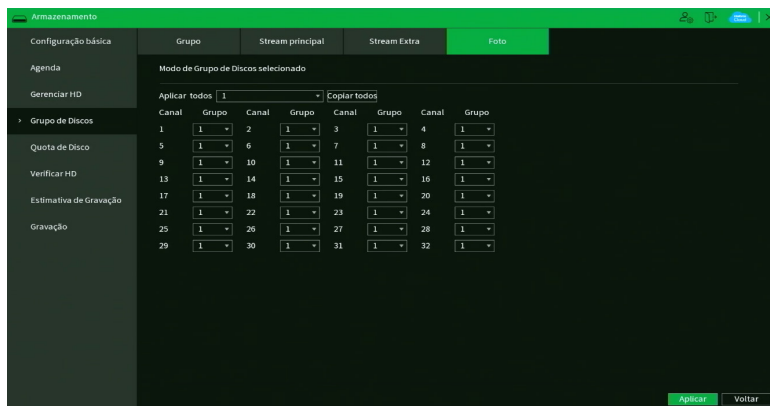 Armazenamento
Configuração básica
Agenda
Gerenciar HD
Grupo de Discos
Quota de Disco
Verificar HD
Estimativa de Gravação
Gravação
Grupo Stream principal Stream Extra Foto
Modo de Grupo de Discos selecionado
Aplicar todos 1 Copiar todos
Canal Grupo Canal Grupo Canal Grupo Canal Grupo
1 1 2 1 3 1 4 1
5 1 6 1 7 1 8 1
9 1 10 1 11 1 12 1
13 1 14 1 15 1 16 1
17 1 18 1 19 1 20 1
21 1 22 1 23 1 24 1
25 1 26 1 27 1 28 1
29 1 30 1 31 1 32 1
Aplicar Voltar